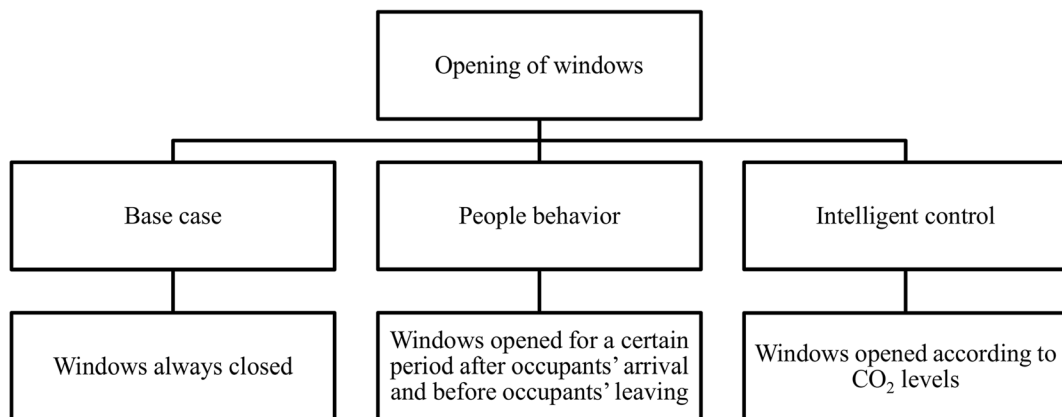 Opening of windows
Base case
People behavior
Intelligent control
Windows always closed
Windows opened for a certain
period after occupants’ arrival
and before occupants’ leaving
Windows opened according to
CO₂ levels